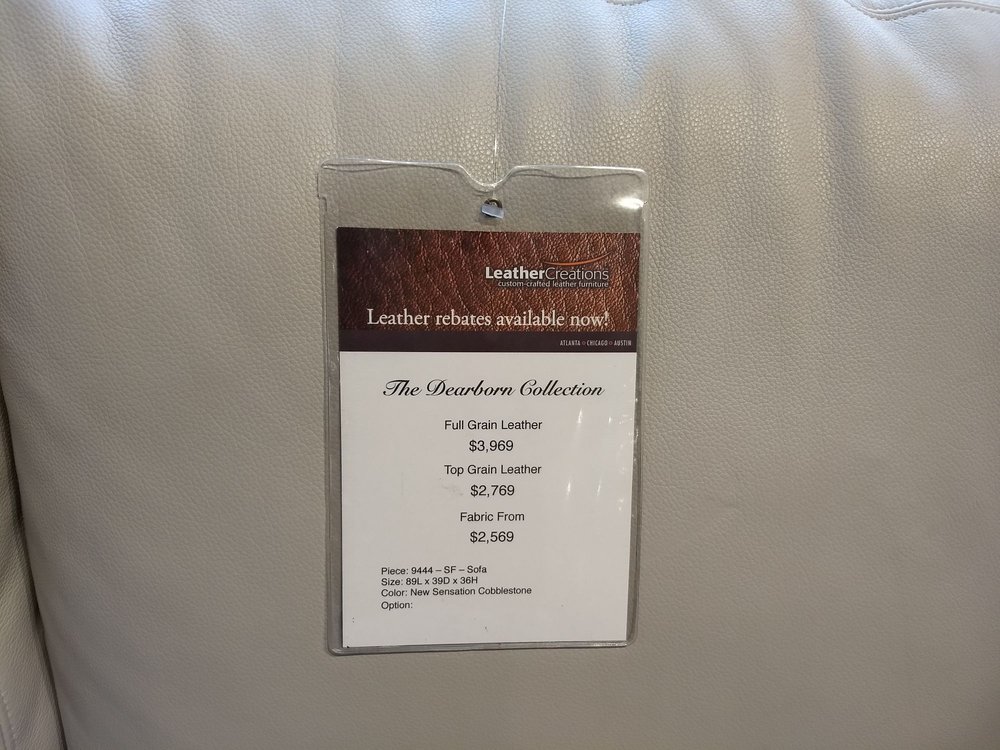 LeatherCreations
custom-crafted leather furniture
Leather rebates available now!
ATLANTA ○ CHICAGO ○ AUSTIN
The Dearborn Collection
Full Grain Leather
$3,969
Top Grain Leather
$2,769
Fabric From
$2,569
Piece: 9444 – SF – Sofa
Size: 89L x 39D x 36H
Color: New Sensation Cobblestone
Option: